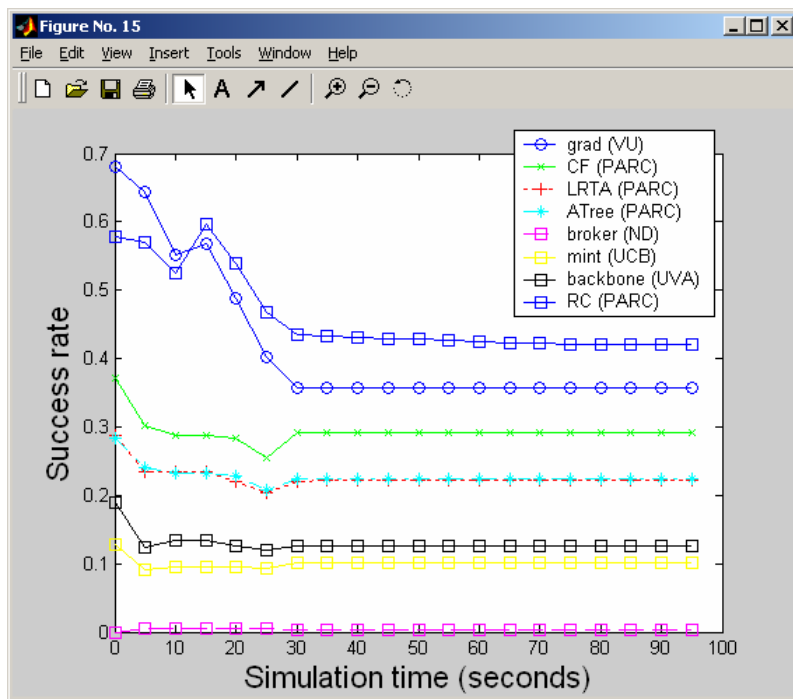 Figure No. 15
File Edit View Insert Tools Window Help
A
grad (VU)
CF (PARC)
LRTA (PARC)
ATree (PARC)
broker (ND)
mint (UCB)
backbone (UVA)
RC (PARC)
0.7
0.6
0.5
0.4
0.3
0.2
0.1
0
Success rate
0 10 20 30 40 50 60 70 80 90 100
Simulation time (seconds)